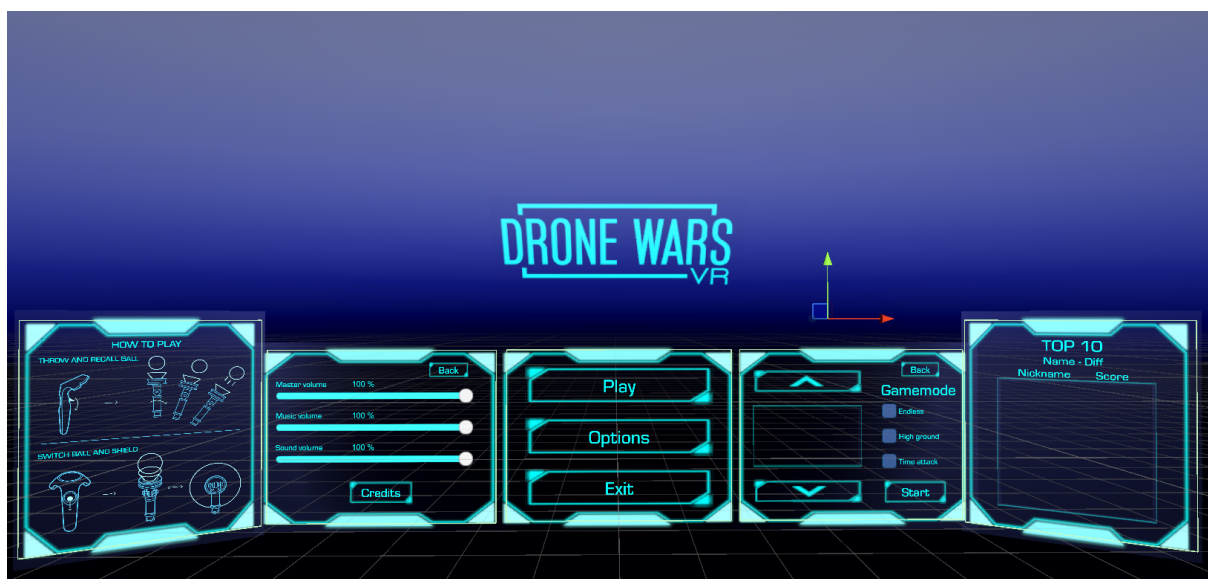 DRONE WARS
VR
HOW TO PLAY
THROW AND RECALL BALL
SWITCH BALL AND SHIELD
Back
Master volume 100 %
Music volume 100 %
Sound volume 100 %
Credits
Play
Options
Exit
Back
Gamemode
Endless
High ground
Time attack
Start
TOP 10
Name - Diff
Nickname Score